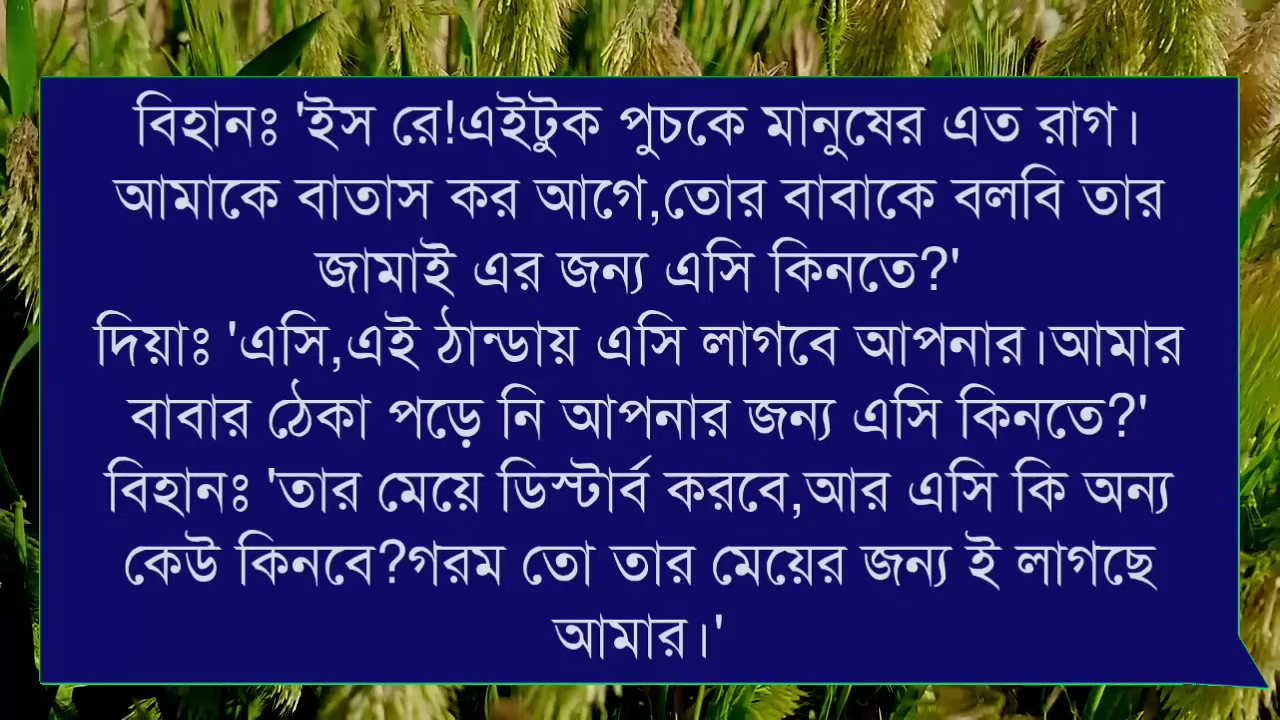 বিহানঃ 'ইস রে!এইটুক পুচকে মানুষের এত রাগ।
আমাকে বাতাস কর আগে,তোর বাবাকে বলবি তার
জামাই এর জন্য এসি কিনতে?'
দিয়াঃ 'এসি,এই ঠান্ডায় এসি লাগবে আপনার।আমার
বাবার ঠেকা পড়ে নি আপনার জন্য এসি কিনতে?'
বিহানঃ 'তার মেয়ে ডিস্টার্ব করবে,আর এসি কি অন্য
কেউ কিনবে?গরম তো তার মেয়ের জন্য ই লাগছে
আমার।'